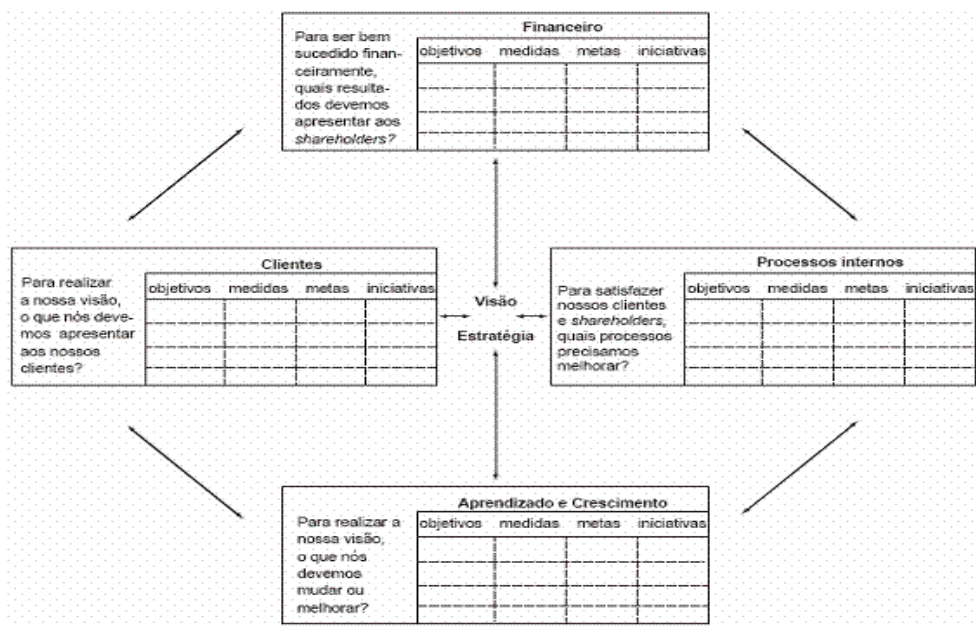 Financeiro
Para ser bem
sucedido finan-
ceiramente,
quais resulta-
dos devemos
apresentar aos
shareholders?
objetivos medidas metas iniciativas
Clientes
Para realizar
a nossa visão,
o que nós deve-
mos apresentar
aos nossos
clientes?
objetivos medidas metas iniciativas
Visão
Estratégia
Processos internos
Para satisfazer
nossos clientes
e shareholders,
quais processos
precisamos
melhorar?
objetivos medidas metas iniciativas
Aprendizado e Crescimento
Para realizar a
nossa visão,
o que nós
devemos
mudar ou
melhorar?
objetivos medidas metas iniciativas